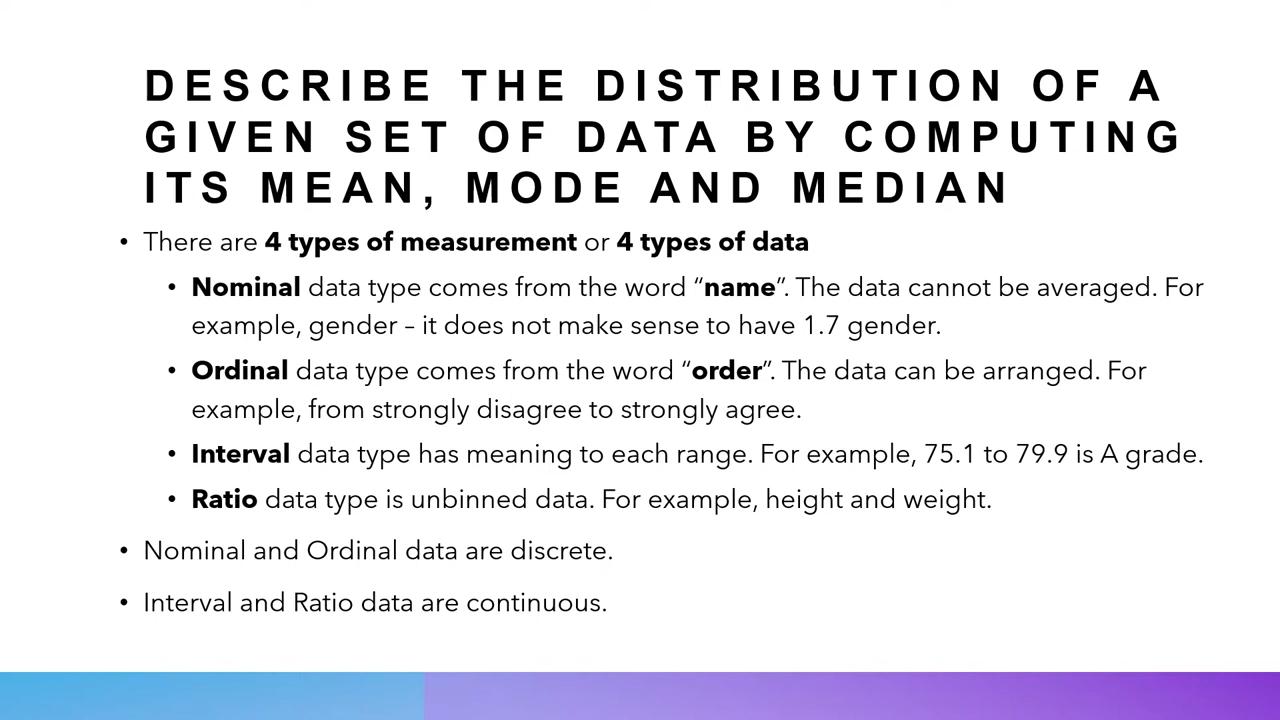 DESCRIBE THE DISTRIBUTION OF A
GIVEN SET OF DATA BY COMPUTING
ITS MEAN, MODE AND MEDIAN
• There are 4 types of measurement or 4 types of data
• Nominal data type comes from the word “name”. The data cannot be averaged. For
example, gender – it does not make sense to have 1.7 gender.
• Ordinal data type comes from the word “order”. The data can be arranged. For
example, from strongly disagree to strongly agree.
• Interval data type has meaning to each range. For example, 75.1 to 79.9 is A grade.
• Ratio data type is unbinned data. For example, height and weight.
• Nominal and Ordinal data are discrete.
• Interval and Ratio data are continuous.